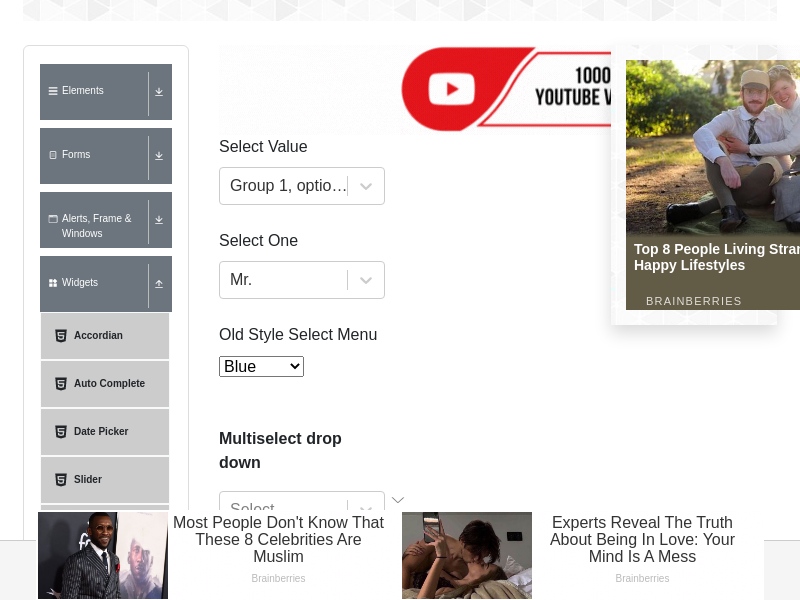 Elements
Forms
Alerts, Frame &
Windows
Widgets
Accordian
Auto Complete
Date Picker
Slider
1000
YOUTUBE V
Select Value
Group 1, optio…
Select One
Mr.
Old Style Select Menu
Blue
Multiselect drop
down
Select...
Top 8 People Living Stran
Happy Lifestyles
BRAINBERRIES
Most People Don't Know That
These 8 Celebrities Are
Muslim
Brainberries
Experts Reveal The Truth
About Being In Love: Your
Mind Is A Mess
Brainberries